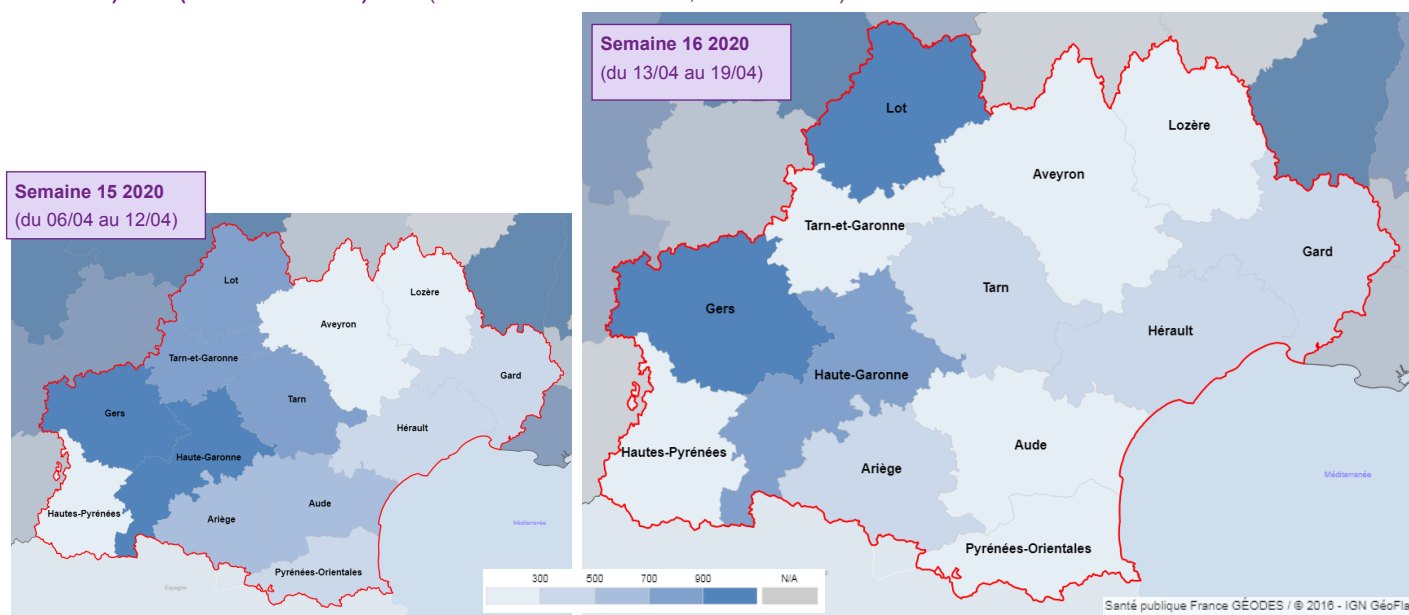 Semaine 15 2020
(du 06/04 au 12/04)
Lot
Lozère
Aveyron
Tarn-et-Garonne
Gard
Tarn
Gers
Hérault
Haute-Garonne
Hautes-Pyrénées
Ariège
Aude
Méditerranée
Pyrénées-Orientales
Espagne
Semaine 16 2020
(du 13/04 au 19/04)
Lot
Lozère
Aveyron
Tarn-et-Garonne
Gard
Tarn
Gers
Hérault
Haute-Garonne
Hautes-Pyrénées
Aude
Ariège
Méditerranée
Pyrénées-Orientales
300 500 700 900 N/A
Santé publique France GÉODES / © 2016 - IGN GéoFla